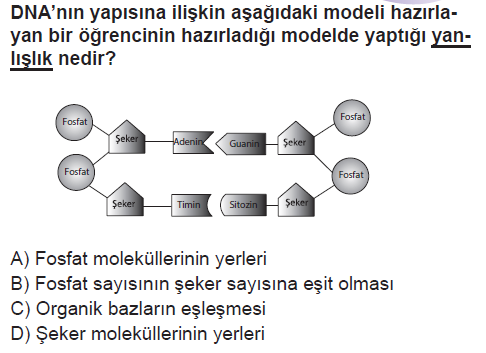 DNA’nın yapısına ilişkin aşağıdaki modeli hazırla-
yan bir öğrencinin hazırladığı modelde yaptığı yan-
lışlık nedir?
Fosfat
Şeker
Adenin
Guanin
Şeker
Fosfat
Fosfat
Fosfat
Şeker
Timin
Sitozin
Şeker
A) Fosfat moleküllerinin yerleri
B) Fosfat sayısının şeker sayısına eşit olması
C) Organik bazların eşleşmesi
D) Şeker moleküllerinin yerleri